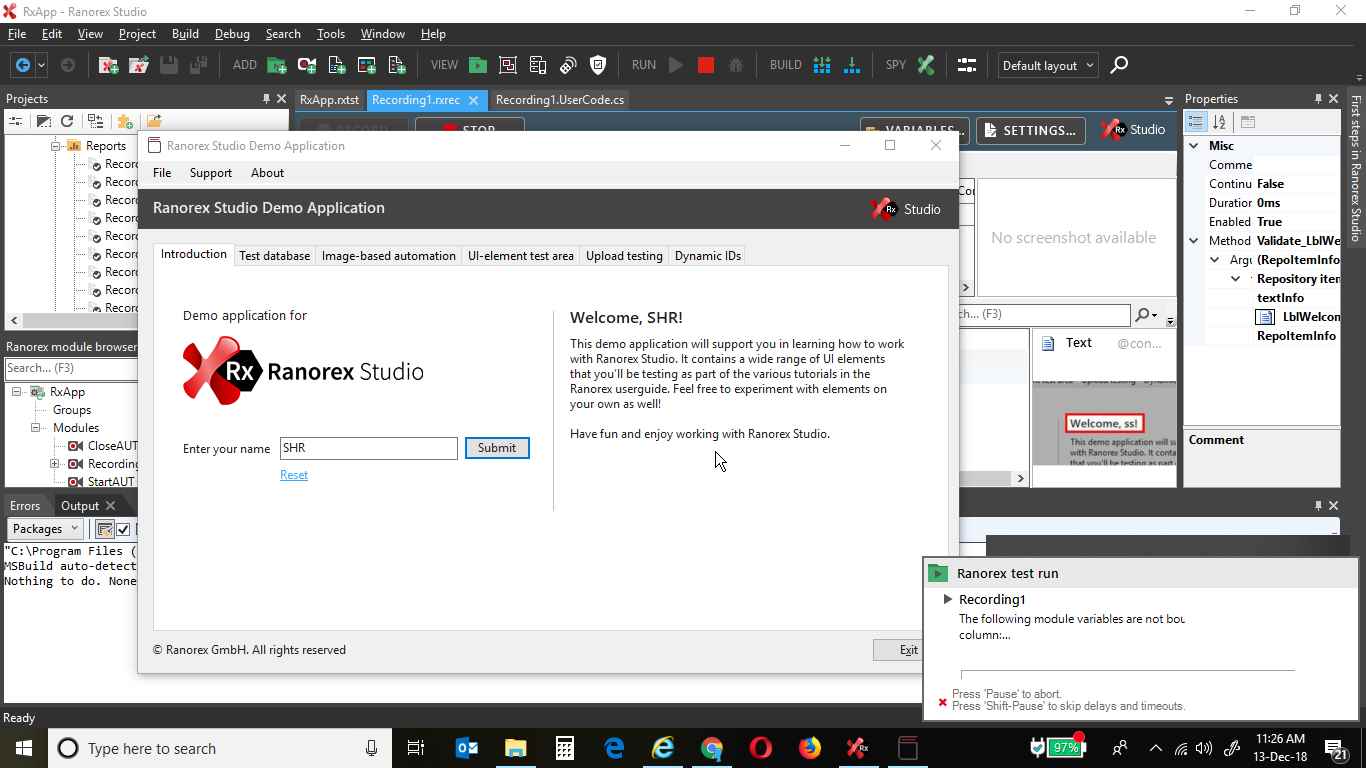 RxApp - Ranorex Studio
File Edit View Project Build Debug Search Tools Window Help
ADD VIEW RUN BUILD SPY Default layout
Projects
RxApp.rxtst Recording1.rxrec Recording1.UserCode.cs
Reports
Recor
Recor
Recor
Recor
Recor
Recor
Recor
Recor
Recor
Ranorex module browser
Search... (F3)
RxApp
Groups
Modules
CloseAUT
Recording
StartAUT
STOP
VARIABLES...
SETTINGS...
Rx Studio
Ranorex Studio Demo Application
File Support About
Ranorex Studio Demo Application
Rx Studio
Introduction Test database Image-based automation UI-element test area Upload testing Dynamic IDs
Demo application for
Rx Ranorex Studio
Enter your name SHR Submit
Reset
Welcome, SHR!
This demo application will support you in learning how to work
with Ranorex Studio. It contains a wide range of UI elements
that you'll be testing as part of the various tutorials in the
Ranorex userguide. Feel free to experiment with elements on
your own as well!
Have fun and enjoy working with Ranorex Studio.
© Ranorex GmbH. All rights reserved
Exit
Co
No screenshot available
ch... (F3)
Text @con...
Welcome, ss!
This demo application will su
with Ranorex Studio. It conta
that you'll be testing as part
Properties
Misc
Comme
Continu False
Duration 0ms
Enabled True
Method Validate_LblWe
Argu (RepoItemInfo
Repository iten
textInfo
LblWelcon
RepoItemInfo
Comment
First steps in Ranorex Studio
Errors Output
Packages
"C:\Program Files (
MSBuild auto-detect
Nothing to do. None
Ranorex test run
Recording1
The following module variables are not bou
column:...
Press 'Pause' to abort.
Press 'Shift-Pause' to skip delays and timeouts.
Ready
Type here to search
97%
11:26 AM
13-Dec-18
21